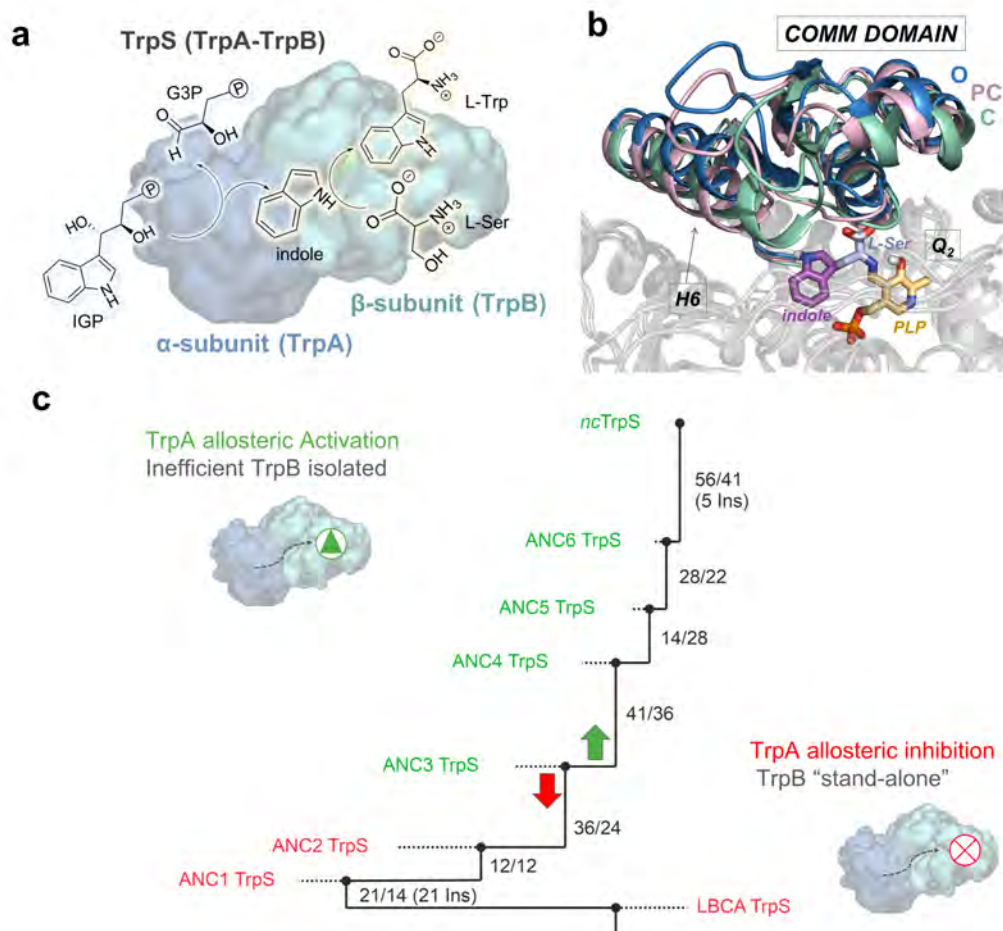 a
TrpS (TrpA-TrpB)
G3P
P
O
H
OH
IGP
HO
OH
P
NH
indole
NH
L-Trp
O
O⊖
NH₃
⊕
NH
L-Ser
O
O⊖
NH₃
⊕
HO
β-subunit (TrpB)
α-subunit (TrpA)
b
COMM DOMAIN
O
PC
C
L-Ser
Q₂
H6
indole
PLP
c
TrpA allosteric Activation
Inefficient TrpB isolated
ncTrpS
56/41
(5 Ins)
ANC6 TrpS
28/22
ANC5 TrpS
14/28
ANC4 TrpS
41/36
ANC3 TrpS
TrpA allosteric inhibition
TrpB “stand-alone”
36/24
ANC2 TrpS
12/12
ANC1 TrpS
21/14 (21 Ins)
LBCA TrpS